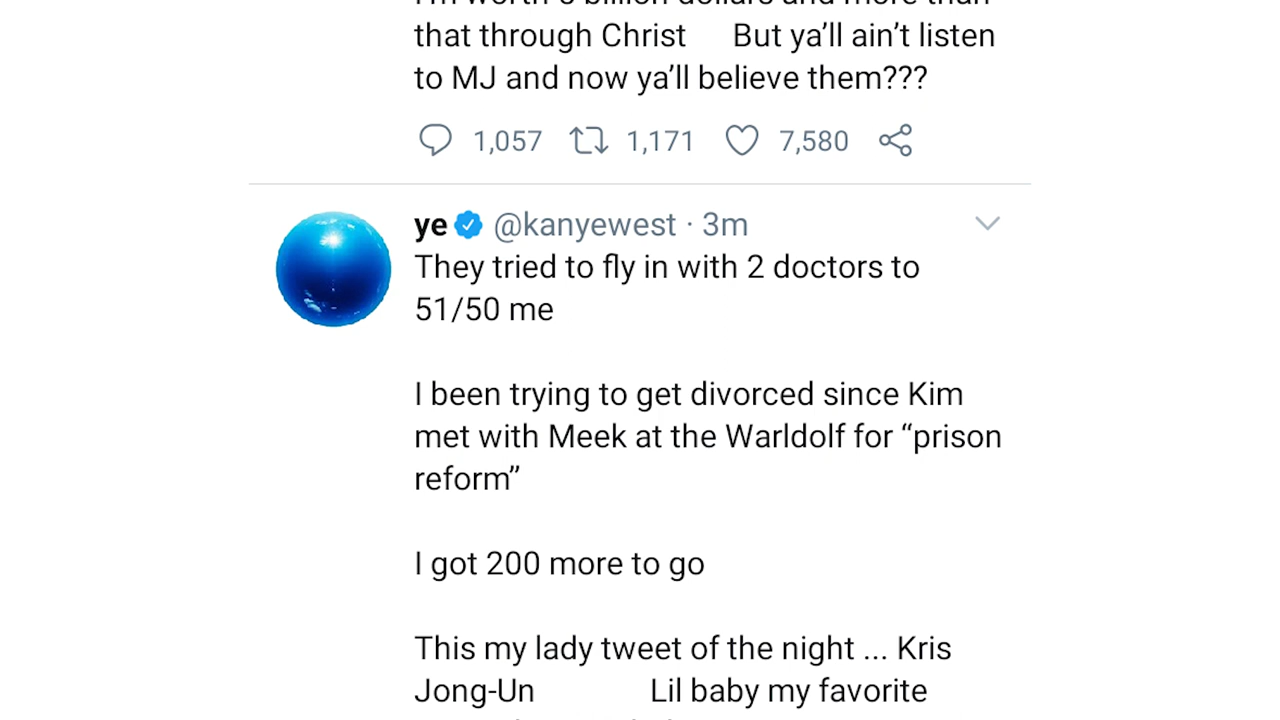 that through Christ But ya’ll ain’t listen
to MJ and now ya’ll believe them???
1,057 1,171 7,580
ye @kanyewest · 3m
They tried to fly in with 2 doctors to
51/50 me
I been trying to get divorced since Kim
met with Meek at the Warldolf for “prison
reform”
I got 200 more to go
This my lady tweet of the night ... Kris
Jong-Un Lil baby my favorite